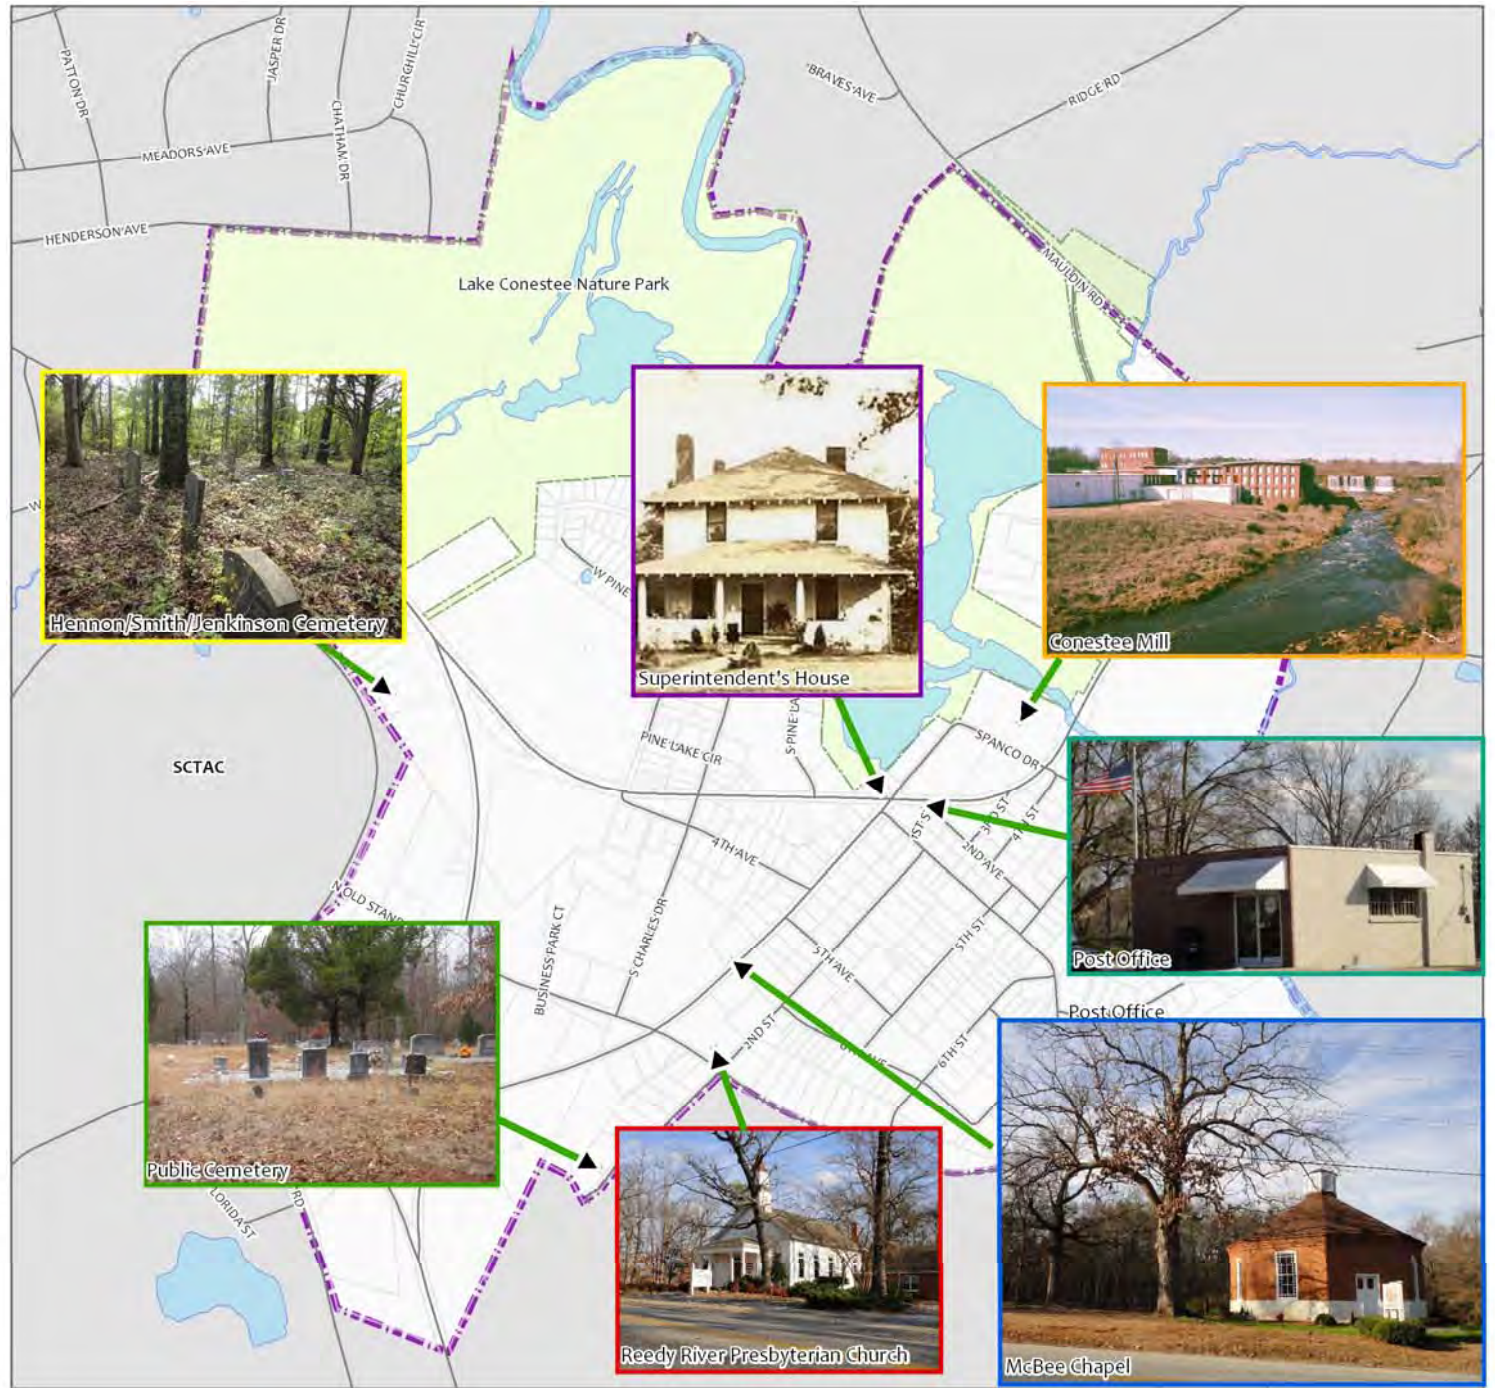 PATTON DR
JASPER DR
CHURCHILL CIR
CHATHAM DR
MEADORS AVE
HENDERSON AVE
BRAVES AVE
RIDGE RD
MAULDIN RD
Lake Conestee Nature Park
Hennon/Smith/Jenkinson Cemetery
W PINE
Superintendent's House
Conestee Mill
SCTAC
PINE LAKE CIR
S PINE LA
SPANCO DR
1ST S
3RD ST
4TH ST
2ND AVE
4TH AVE
N OLD STAND
BUSINESS PARK CT
S CHARLES DR
5TH AVE
5TH ST
Post Office
Post Office
2ND ST
6TH ST
Public Cemetery
LORIDA ST
RD
Reedy River Presbyterian Church
McBee Chapel